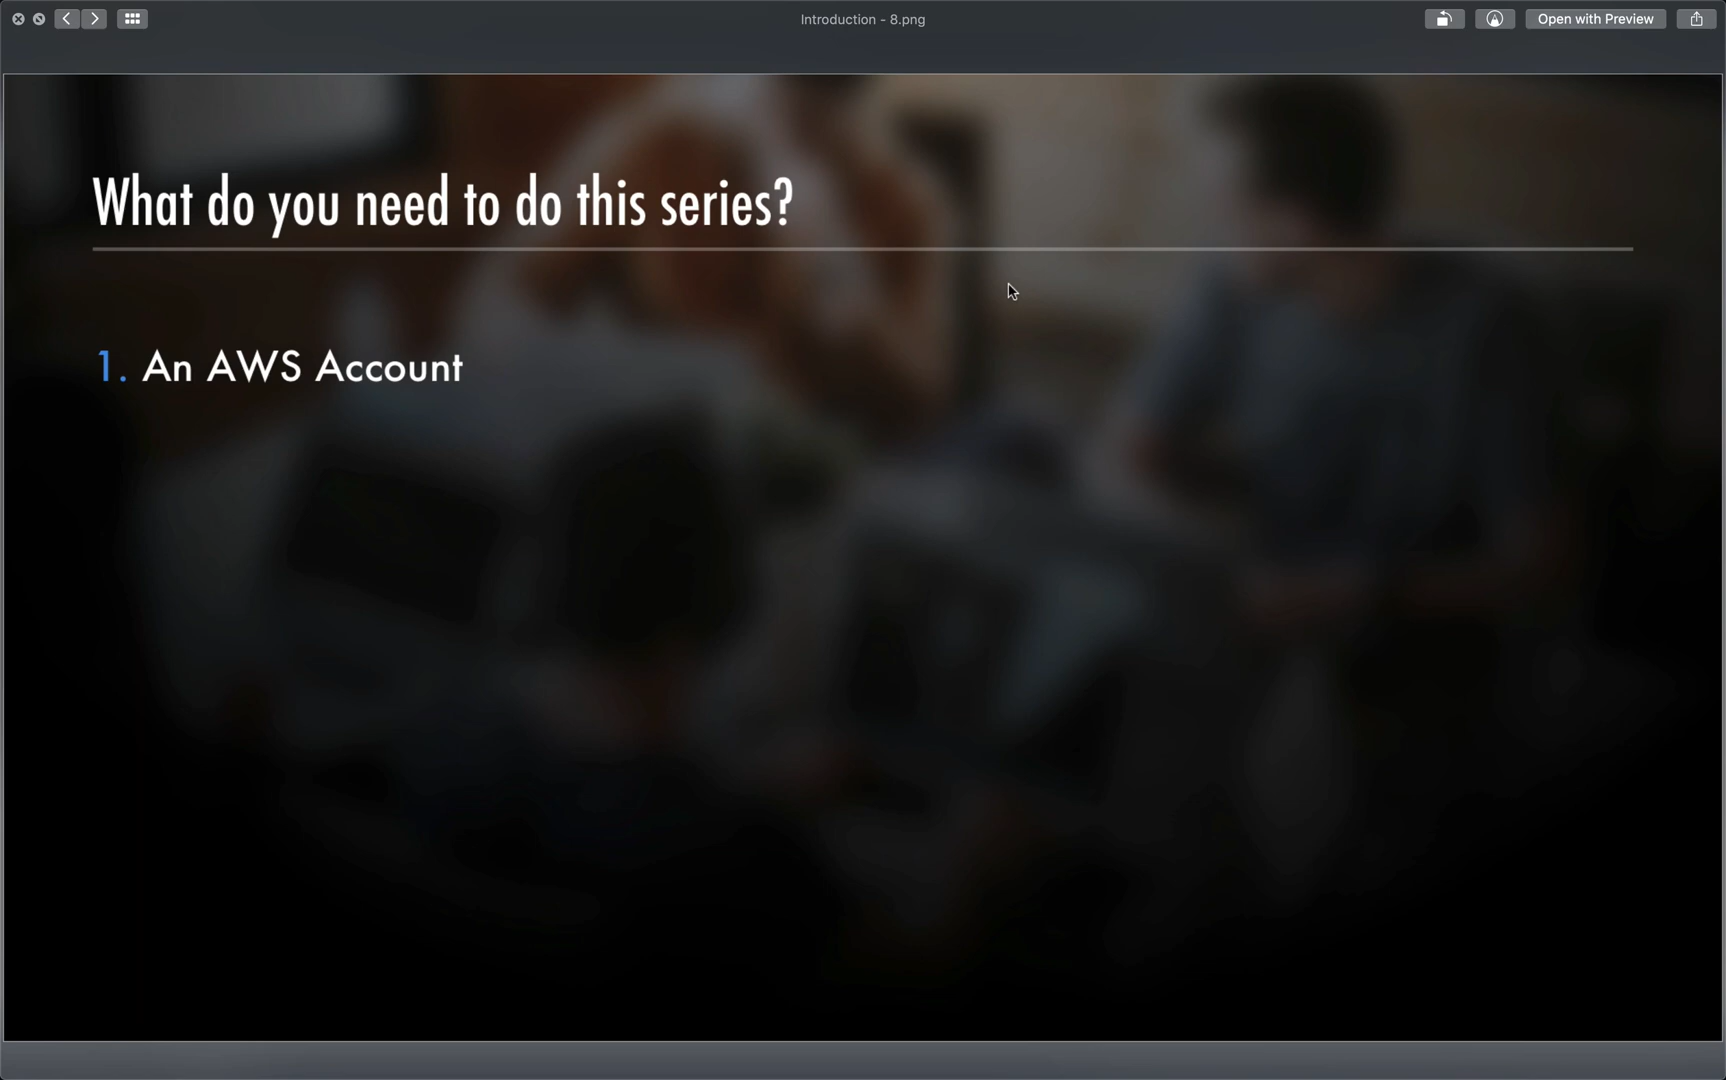 Introduction - 8.png
Open with Preview
What do you need to do this series?
1. An AWS Account